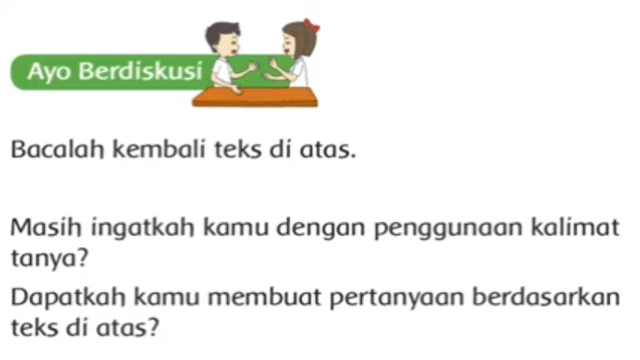 Ayo Berdiskusi
Bacalah kembali teks di atas.
Masih ingatkah kamu dengan penggunaan kalimat
tanya?
Dapatkah kamu membuat pertanyaan berdasarkan
teks di atas?